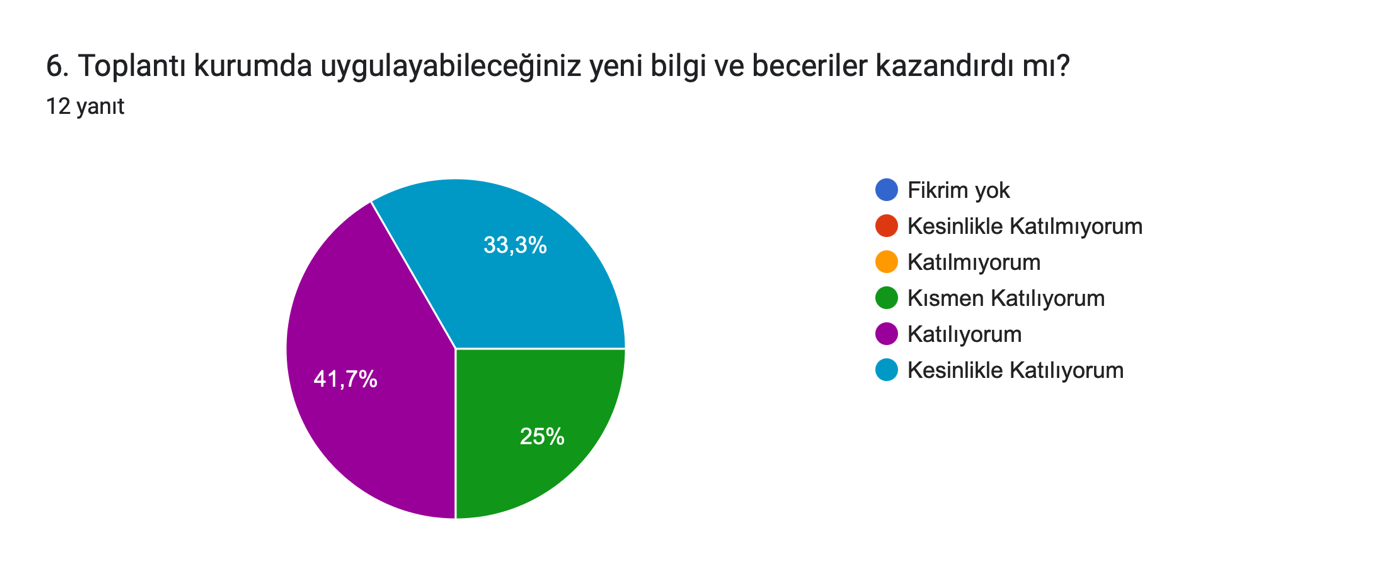 6. Toplantı kurumda uygulayabileceğiniz yeni bilgi ve beceriler kazandırdı mı?
12 yanıt
33,3%
41,7%
25%
Fikrim yok
Kesinlikle Katılmıyorum
Katılmıyorum
Kısmen Katılıyorum
Katılıyorum
Kesinlikle Katılıyorum